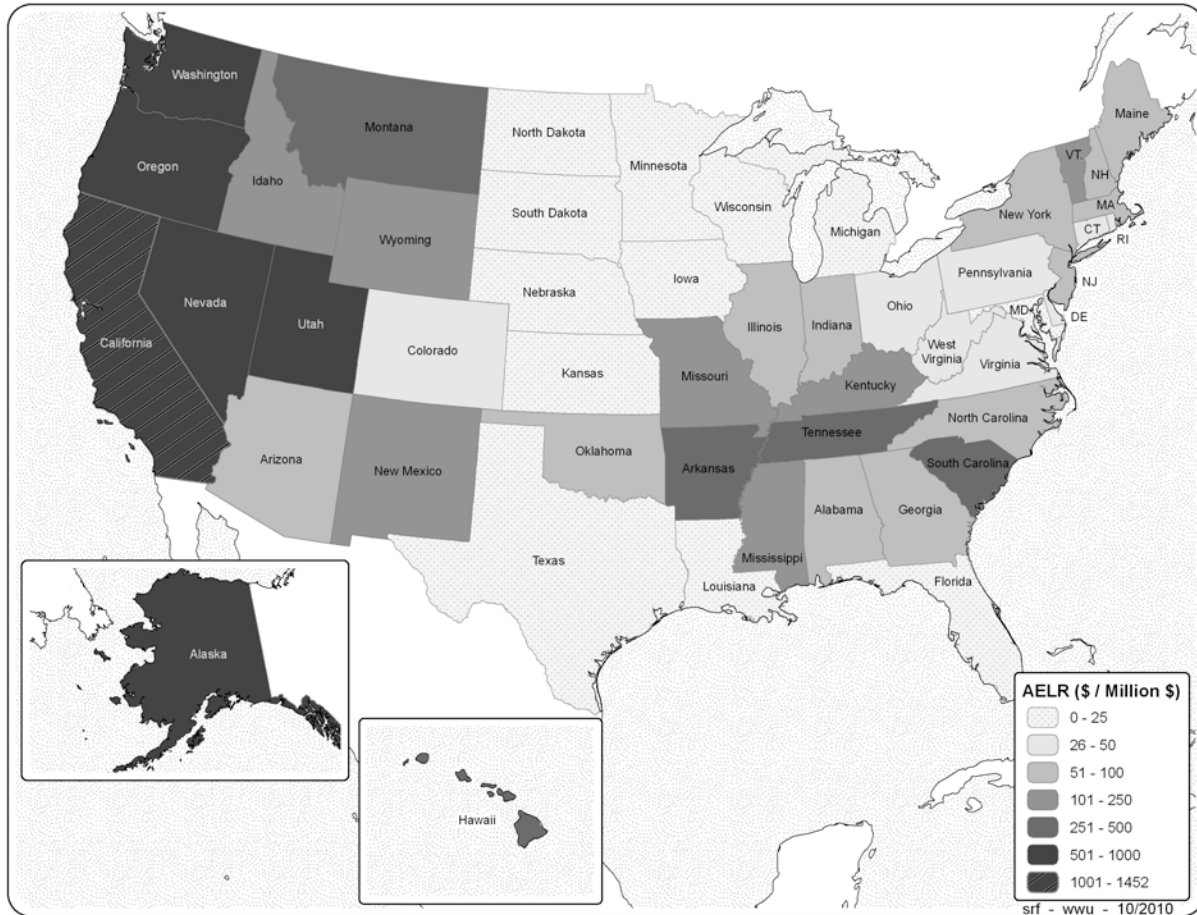 Washington
Maine
Montana
North Dakota
VT.
Minnesota
Oregon
NH
Idaho
MA
Wisconsin
South Dakota
New York
CT
Wyoming
Michigan
RI
Iowa
Pennsylvania
Nebraska
NJ
Nevada
Ohio
MD
Utah
Illinois
Indiana
DE
California
Colorado
West
Virginia
Virginia
Kansas
Missouri
Kentucky
North Carolina
Tennessee
Oklahoma
Arizona
South Carolina
New Mexico
Arkansas
Alabama
Georgia
Texas
Mississippi
Louisiana
Florida
Alaska
Hawaii
AELR ($ / Million $)
0 - 25
26 - 50
51 - 100
101 - 250
251 - 500
501 - 1000
1001 - 1452
srf - wwu - 10/2010